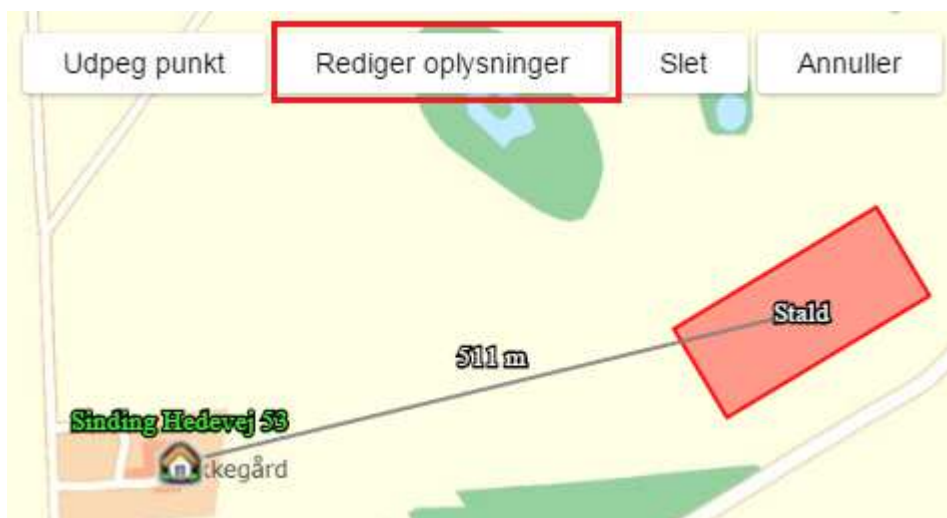 Udpeg punkt Rediger oplysninger Slet Annuller
Stald
511 m
Sinding Hedevej 53
kegård